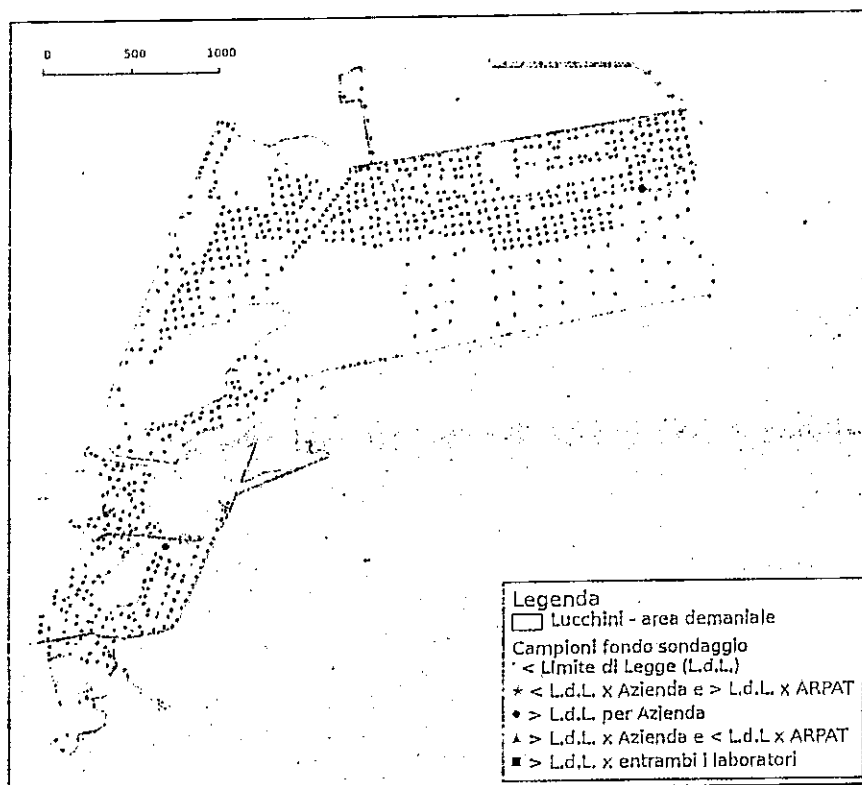 0 500 1000
Legenda
Lucchini - area demaniale
Campioni fondo sondaggio
< Limite di Legge (L.d.L.)
< L.d.L. x Azienda e > L.d.L. x ARPAT
> L.d.L. per Azienda
> L.d.L. x Azienda e < L.d.L x ARPAT
> L.d.L. x entrambi i laboratori